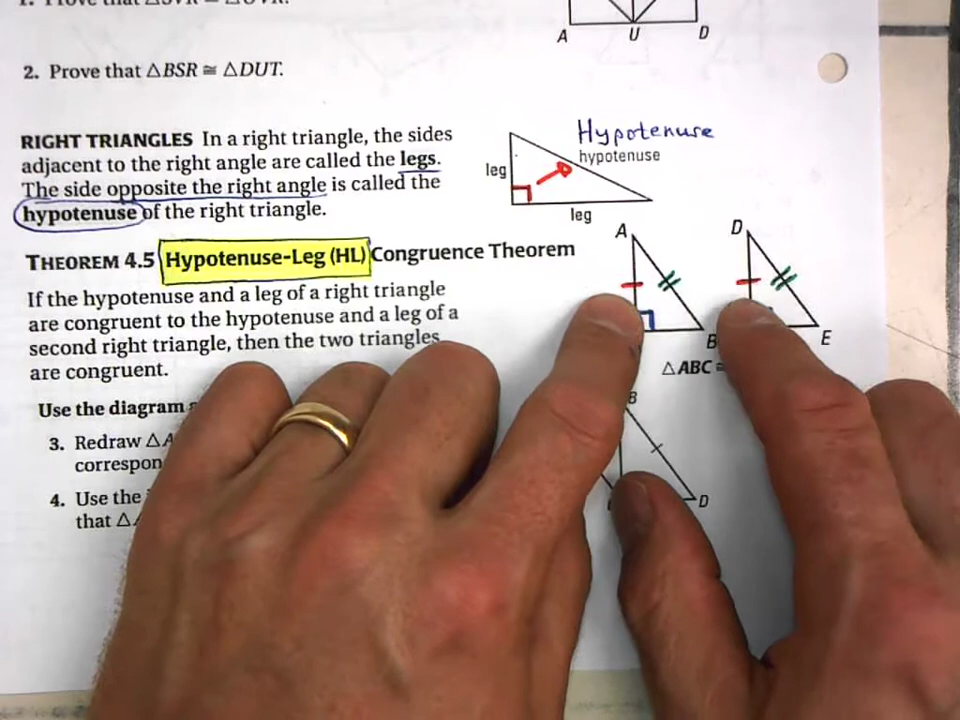 A U D
2. Prove that △BSR ≅ △DUT.
RIGHT TRIANGLES In a right triangle, the sides
adjacent to the right angle are called the legs.
The side opposite the right angle is called the
hypotenuse of the right triangle.
Hypotenuse
hypotenuse
leg
leg
THEOREM 4.5 Hypotenuse-Leg (HL) Congruence Theorem
If the hypotenuse and a leg of a right triangle
are congruent to the hypotenuse and a leg of a
second right triangle, then the two triangles
are congruent.
A
D
B
E
△ABC ≅
Use the diagram
3. Redraw △A
correspon
4. Use the
that △
B
D